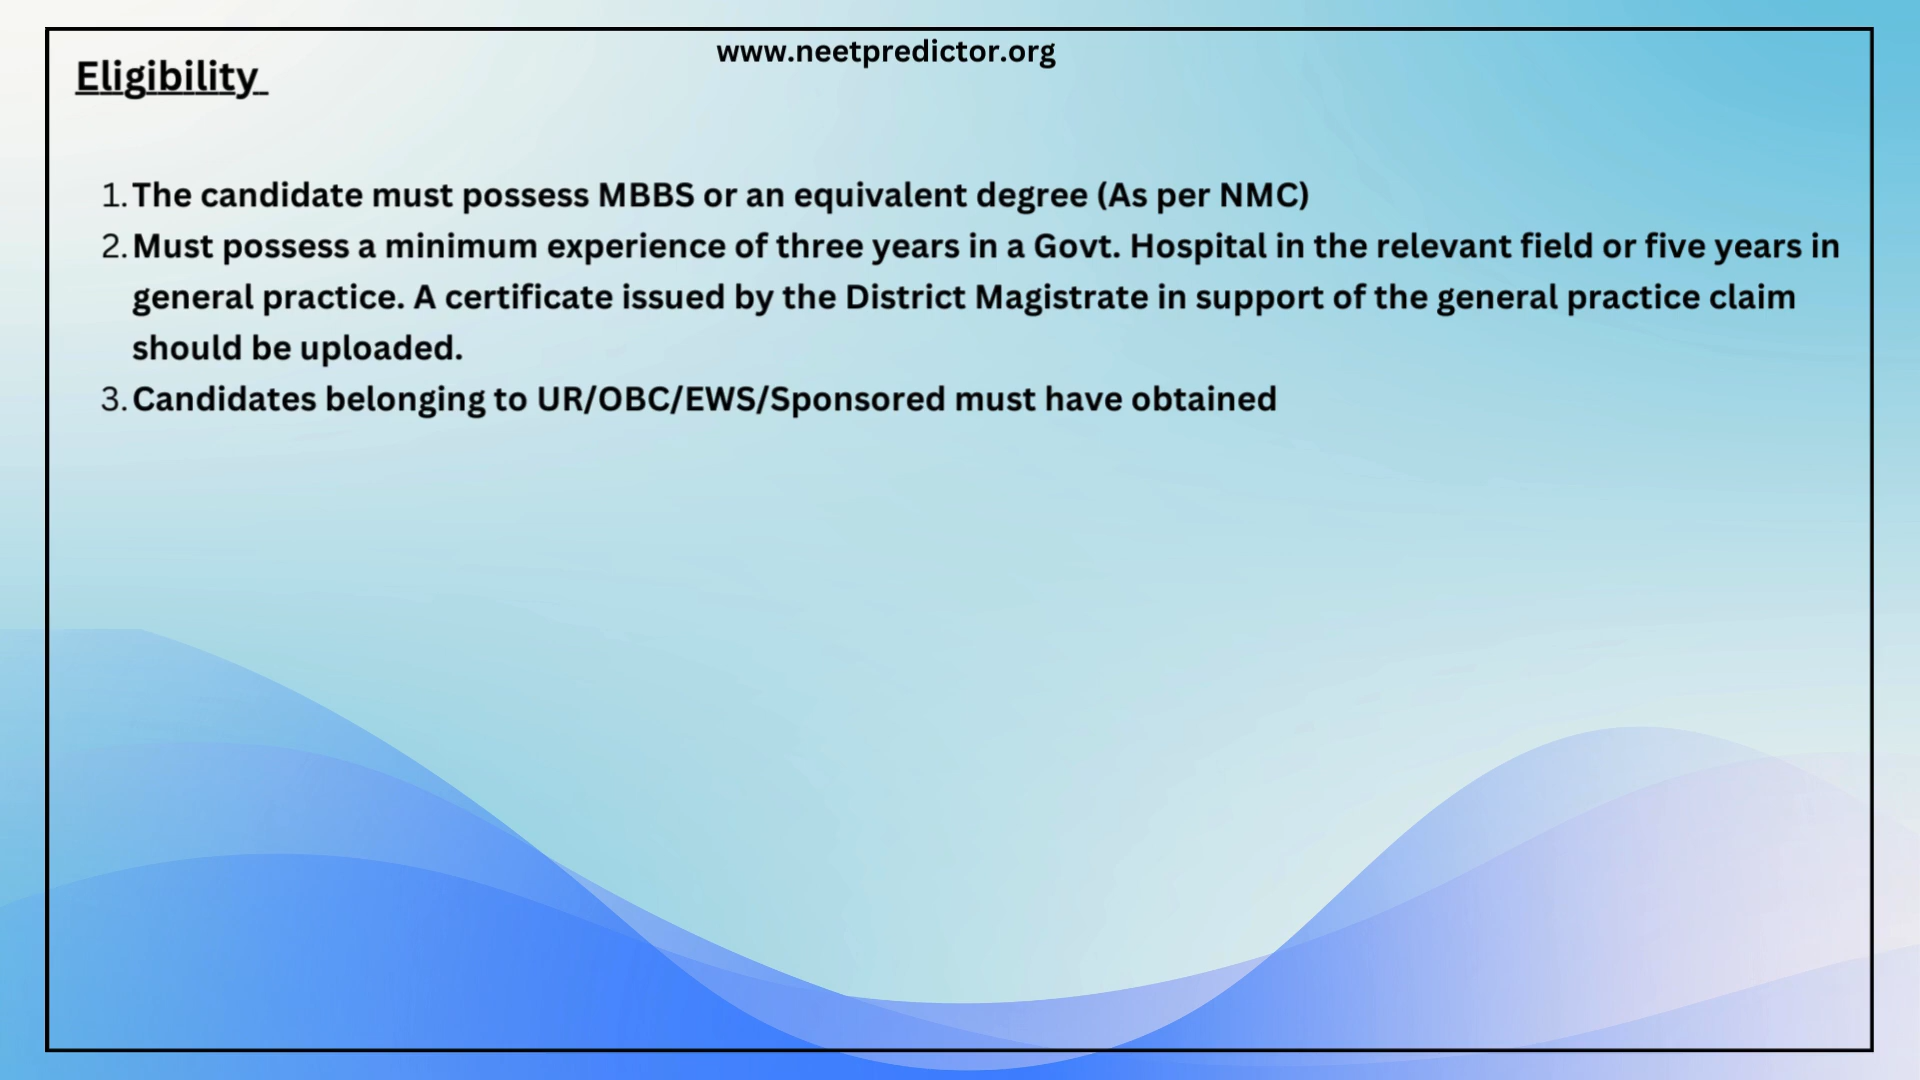 www.neetpredictor.org
Eligibility
1. The candidate must possess MBBS or an equivalent degree (As per NMC)
2. Must possess a minimum experience of three years in a Govt. Hospital in the relevant field or five years in
general practice. A certificate issued by the District Magistrate in support of the general practice claim
should be uploaded.
3. Candidates belonging to UR/OBC/EWS/Sponsored must have obtained